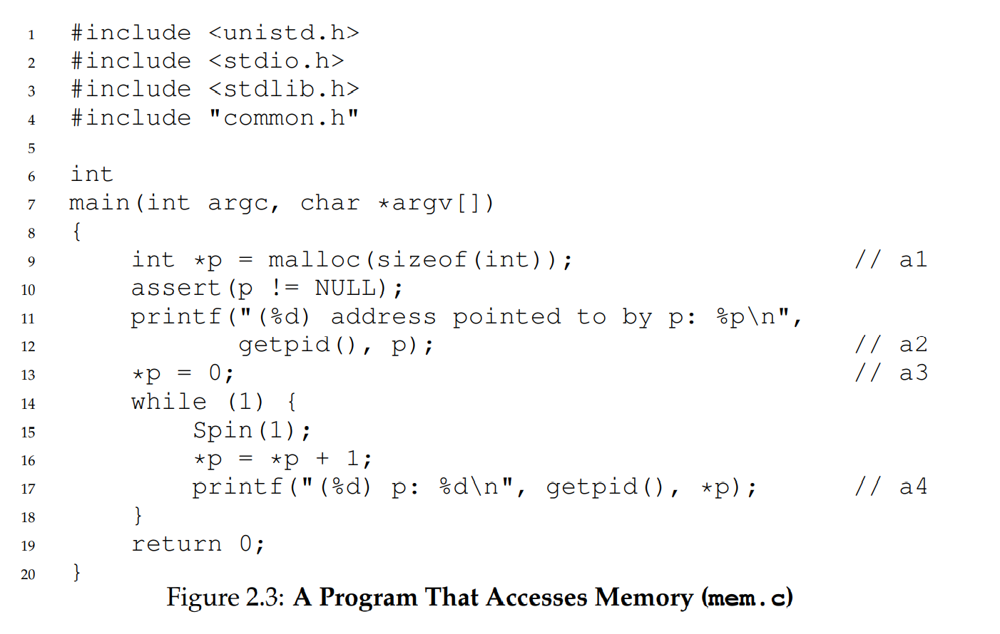 1 #include <unistd.h>
2 #include <stdio.h>
3 #include <stdlib.h>
4 #include "common.h"
5
6 int
7 main(int argc, char *argv[])
8 {
9     int *p = malloc(sizeof(int));                    // a1
10     assert(p != NULL);
11     printf("(%d) address pointed to by p: %p\n",
12            getpid(), p);                             // a2
13     *p = 0;                                          // a3
14     while (1) {
15         Spin(1);
16         *p = *p + 1;
17         printf("(%d) p: %d\n", getpid(), *p);        // a4
18     }
19     return 0;
20 }
Figure 2.3: A Program That Accesses Memory (mem.c)